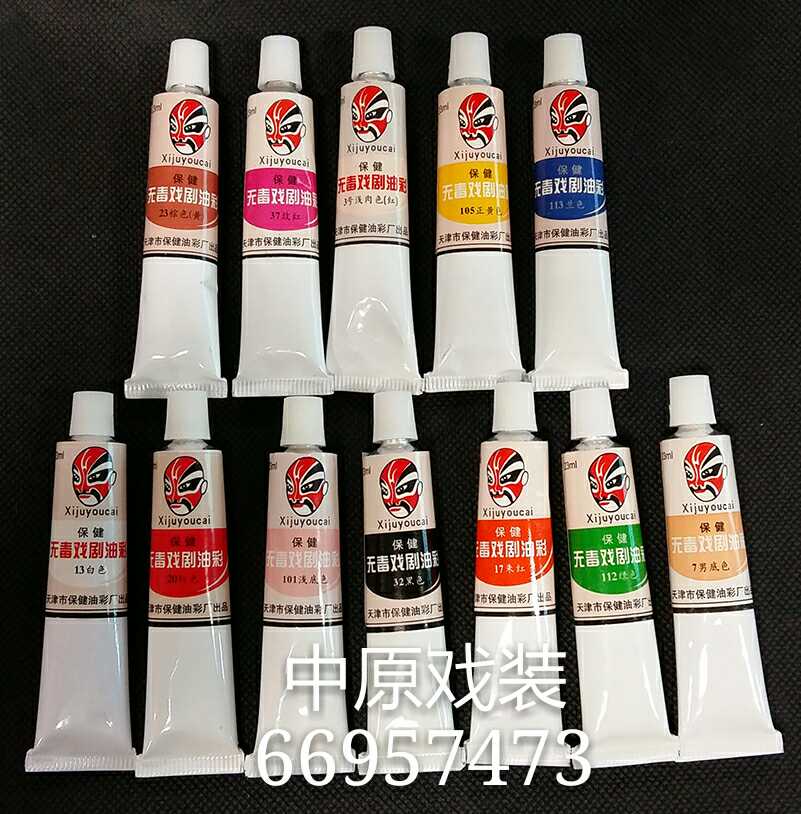 3ml
Xijuyoucai
保健
无毒戏剧油彩
23棕色(黄
天津市保健油彩厂出品
3ml
Xijuyoucai
保健
无毒戏剧油彩
37玫红
天津市保健油彩厂出品
Xijuyoucai
保健
无毒戏剧油彩
3号浅肉色(红)
天津市保健油彩厂出品
ml
Xijuyoucai
保健
无毒戏剧油彩
105正黄色
天津市保健油彩厂出品
3ml
Xijuyoucai
保健
无毒戏剧油彩
113兰色
天津市保健油彩厂出品
3ml
Xijuyoucai
保健
无毒戏剧油彩
13白色
天津市保健油彩厂出品
3ml
Xijuyoucai
保健
无毒戏剧油彩
天津市保健油彩厂出品
3ml
Xijuyoucai
保健
无毒戏剧油彩
101浅底色
天津市保健油彩厂出品
3ml
Xijuyoucai
保健
无毒戏剧油彩
32黑色
天津市保健油彩厂出品
Xijuyoucai
保健
无毒戏剧油彩
17朱红
天津市保健油彩厂出品
23ml
Xijuyoucai
保健
无毒戏剧油彩
112绿色
天津市保健油彩厂出品
23ml
Xijuyoucai
保健
无毒戏剧油
7男底色
天津市保健油彩厂出品
中原戏装
66957473